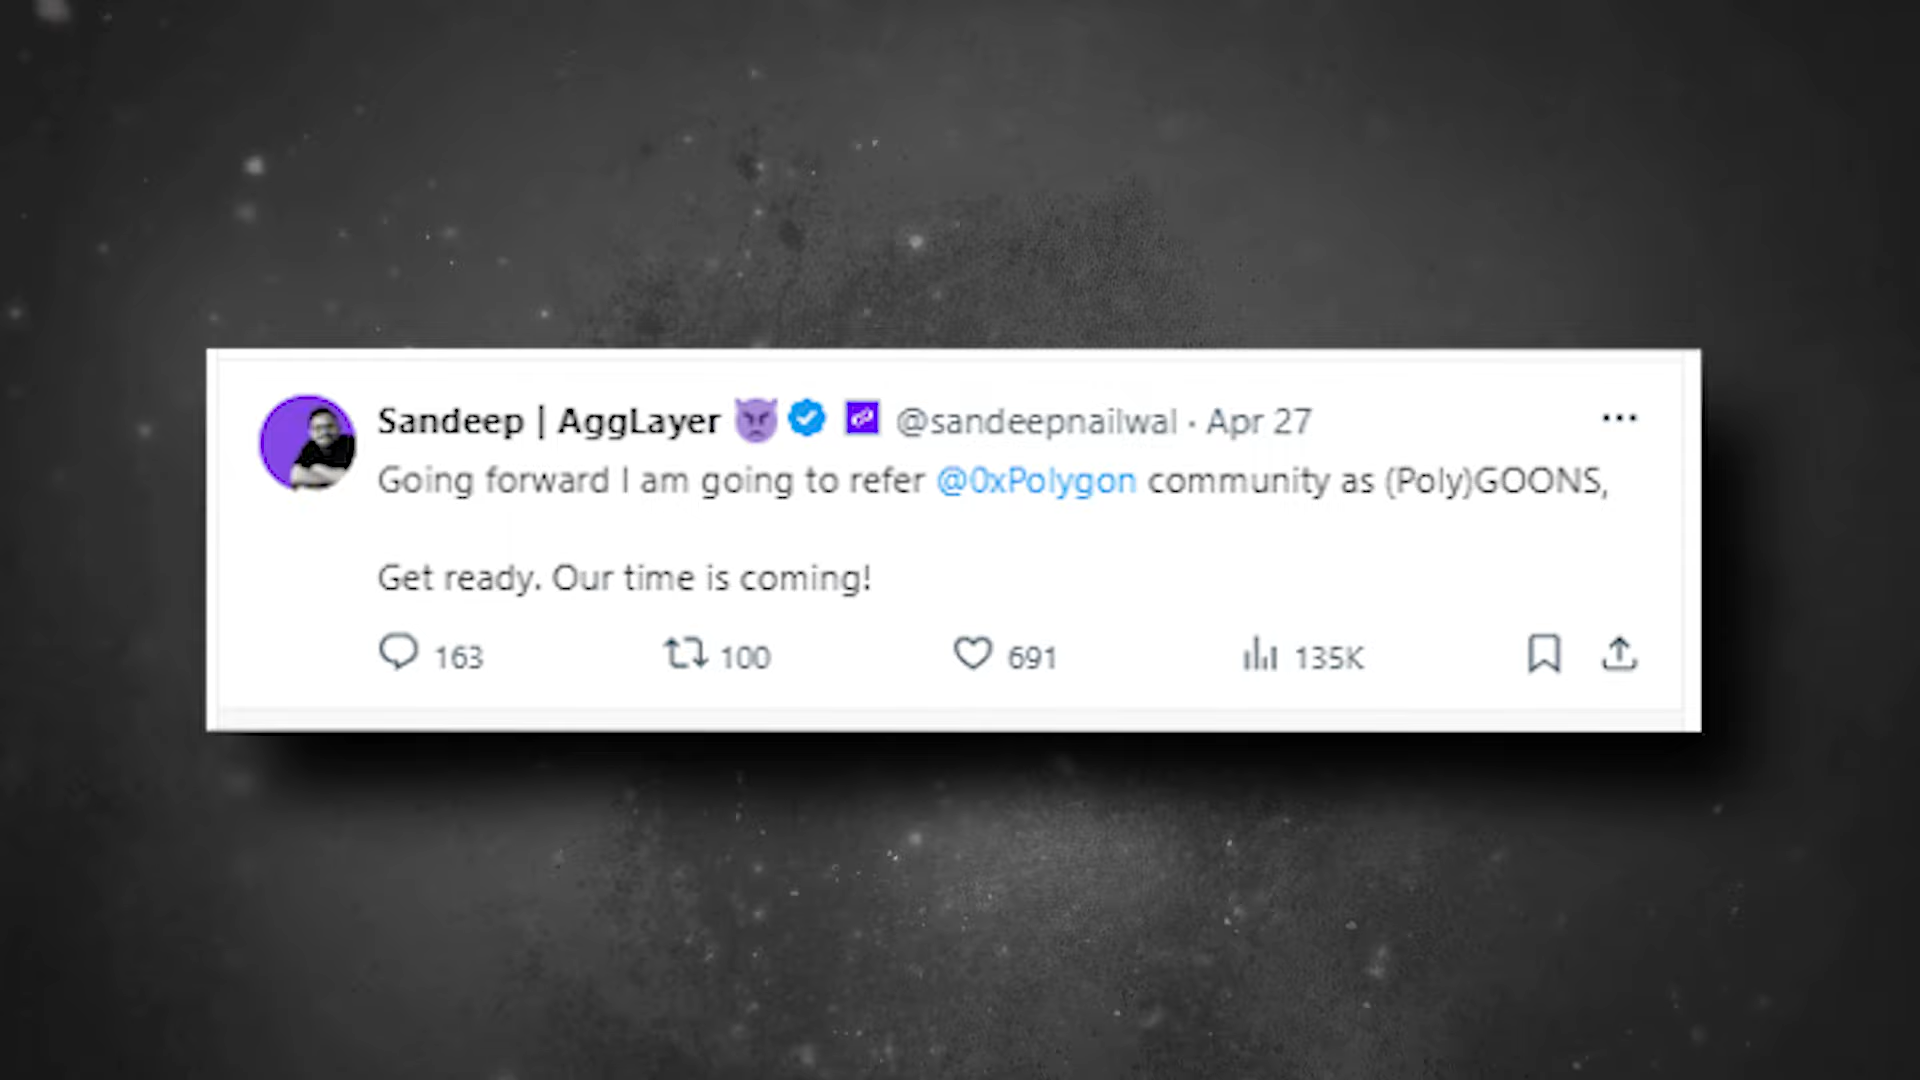 Sandeep | AggLayer 😈 @sandeepnailwal · Apr 27
Going forward I am going to refer @0xPolygon community as (Poly)GOONS,
Get ready. Our time is coming!
163 100 691 135K